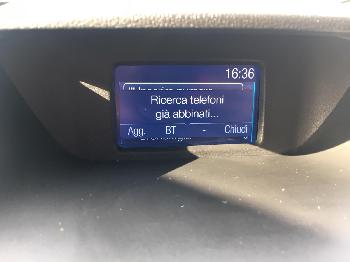 16:36
Ricerca telefoni
già abbinati...
Agg. BT - Chiudi